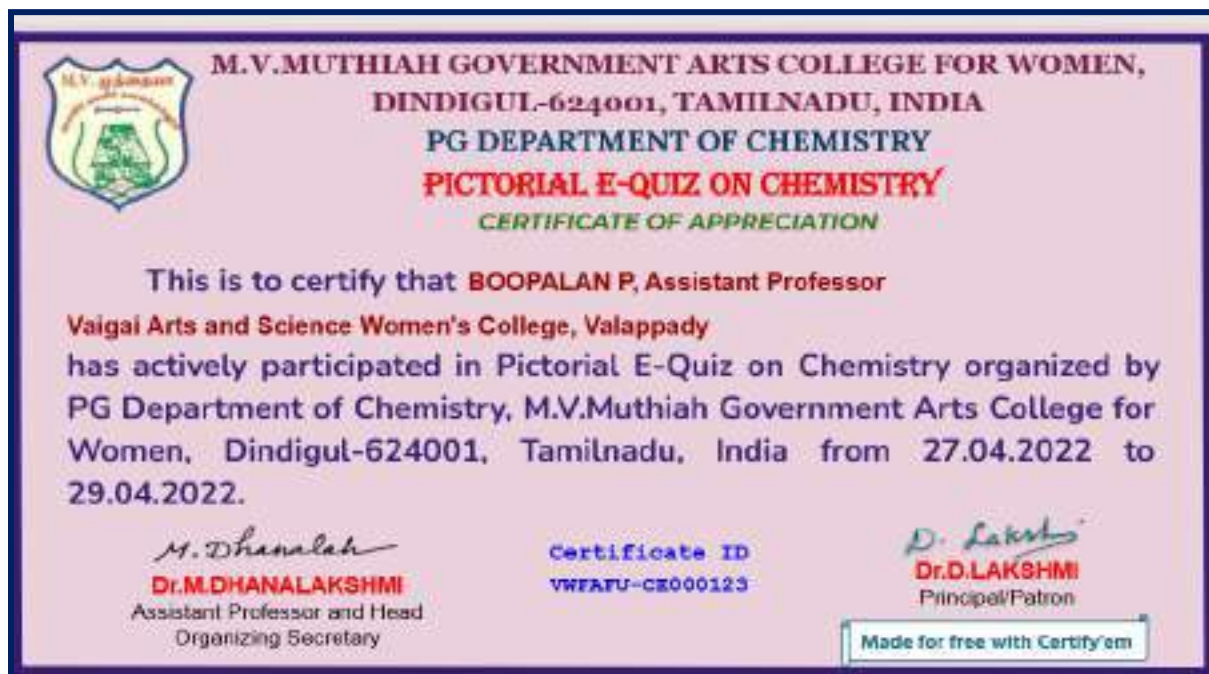 M.V.MUTHIAH GOVERNMENT ARTS COLLEGE FOR WOMEN,
DINDIGUL-624001, TAMILNADU, INDIA
PG DEPARTMENT OF CHEMISTRY
PICTORIAL E-QUIZ ON CHEMISTRY
CERTIFICATE OF APPRECIATION
This is to certify that BOOPALAN P, Assistant Professor
Vaigai Arts and Science Women's College, Valappady
has actively participated in Pictorial E-Quiz on Chemistry organized by
PG Department of Chemistry, M.V.Muthiah Government Arts College for
Women, Dindigul-624001, Tamilnadu, India from 27.04.2022 to
29.04.2022.
M. Dhanalah
Dr.M.DHANALAKSHMI
Assistant Professor and Head
Organizing Secretary
Certificate ID
VWFAFU-CE000123
D. Lakshi
Dr.D.LAKSHMI
Principal/Patron
Made for free with Certify'em